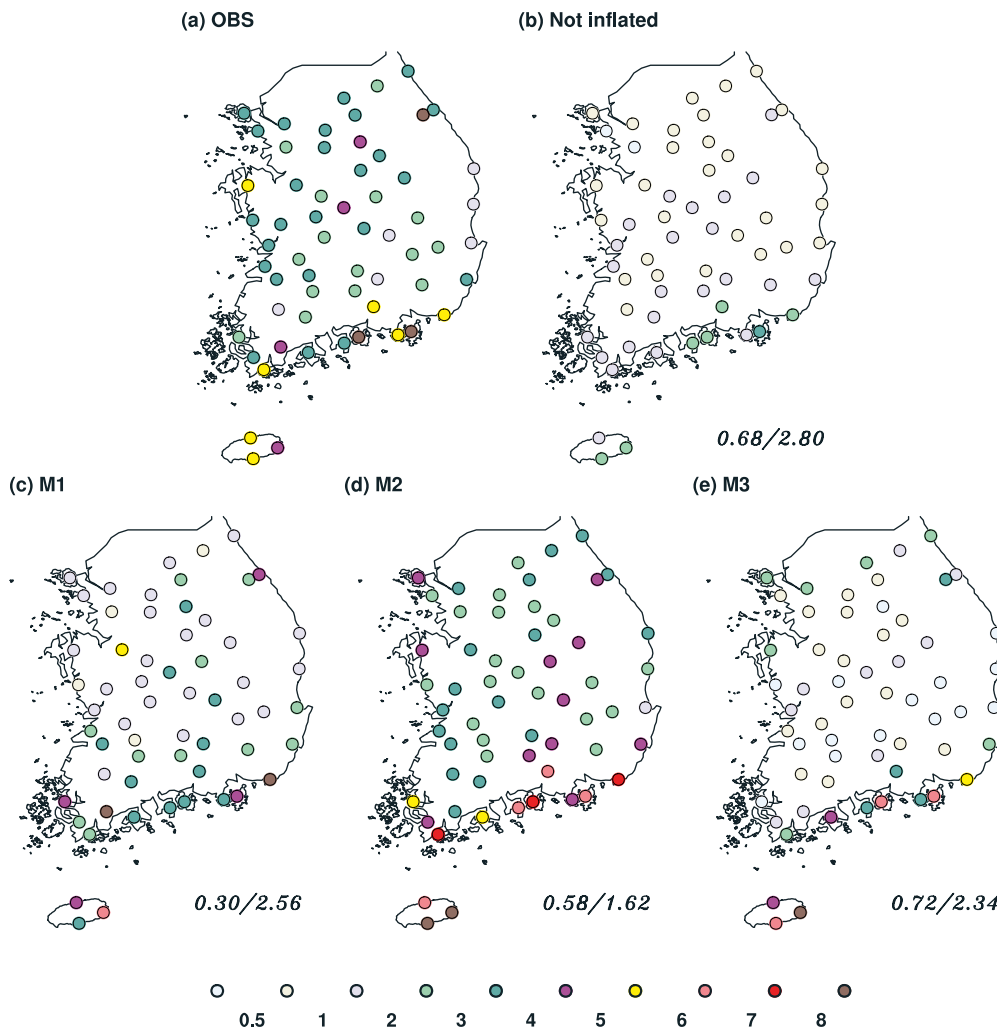 (a) OBS
(b) Not inflated
0.68/2.80
(c) M1
(d) M2
(e) M3
0.30/2.56
0.58/1.62
0.72/2.34
0.5 1 2 3 4 5 6 7 8